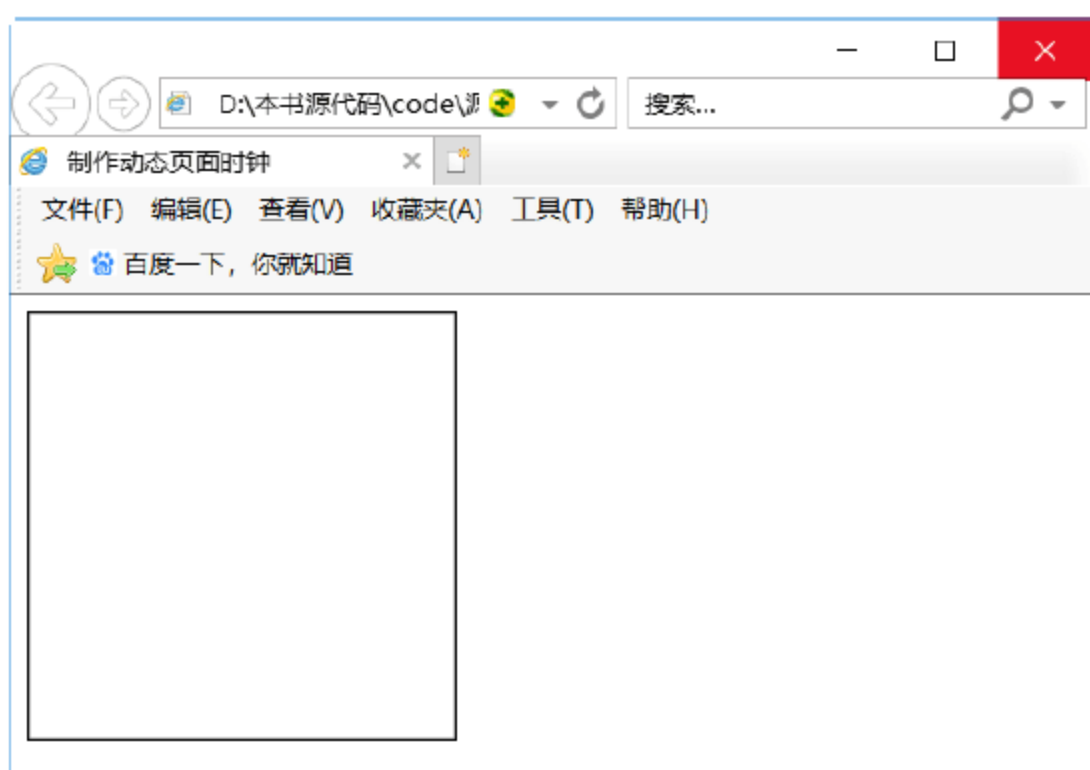 D:\本书源代码\code\源
搜索...
制作动态页面时钟
文件(F) 编辑(E) 查看(V) 收藏夹(A) 工具(T) 帮助(H)
百度一下，你就知道